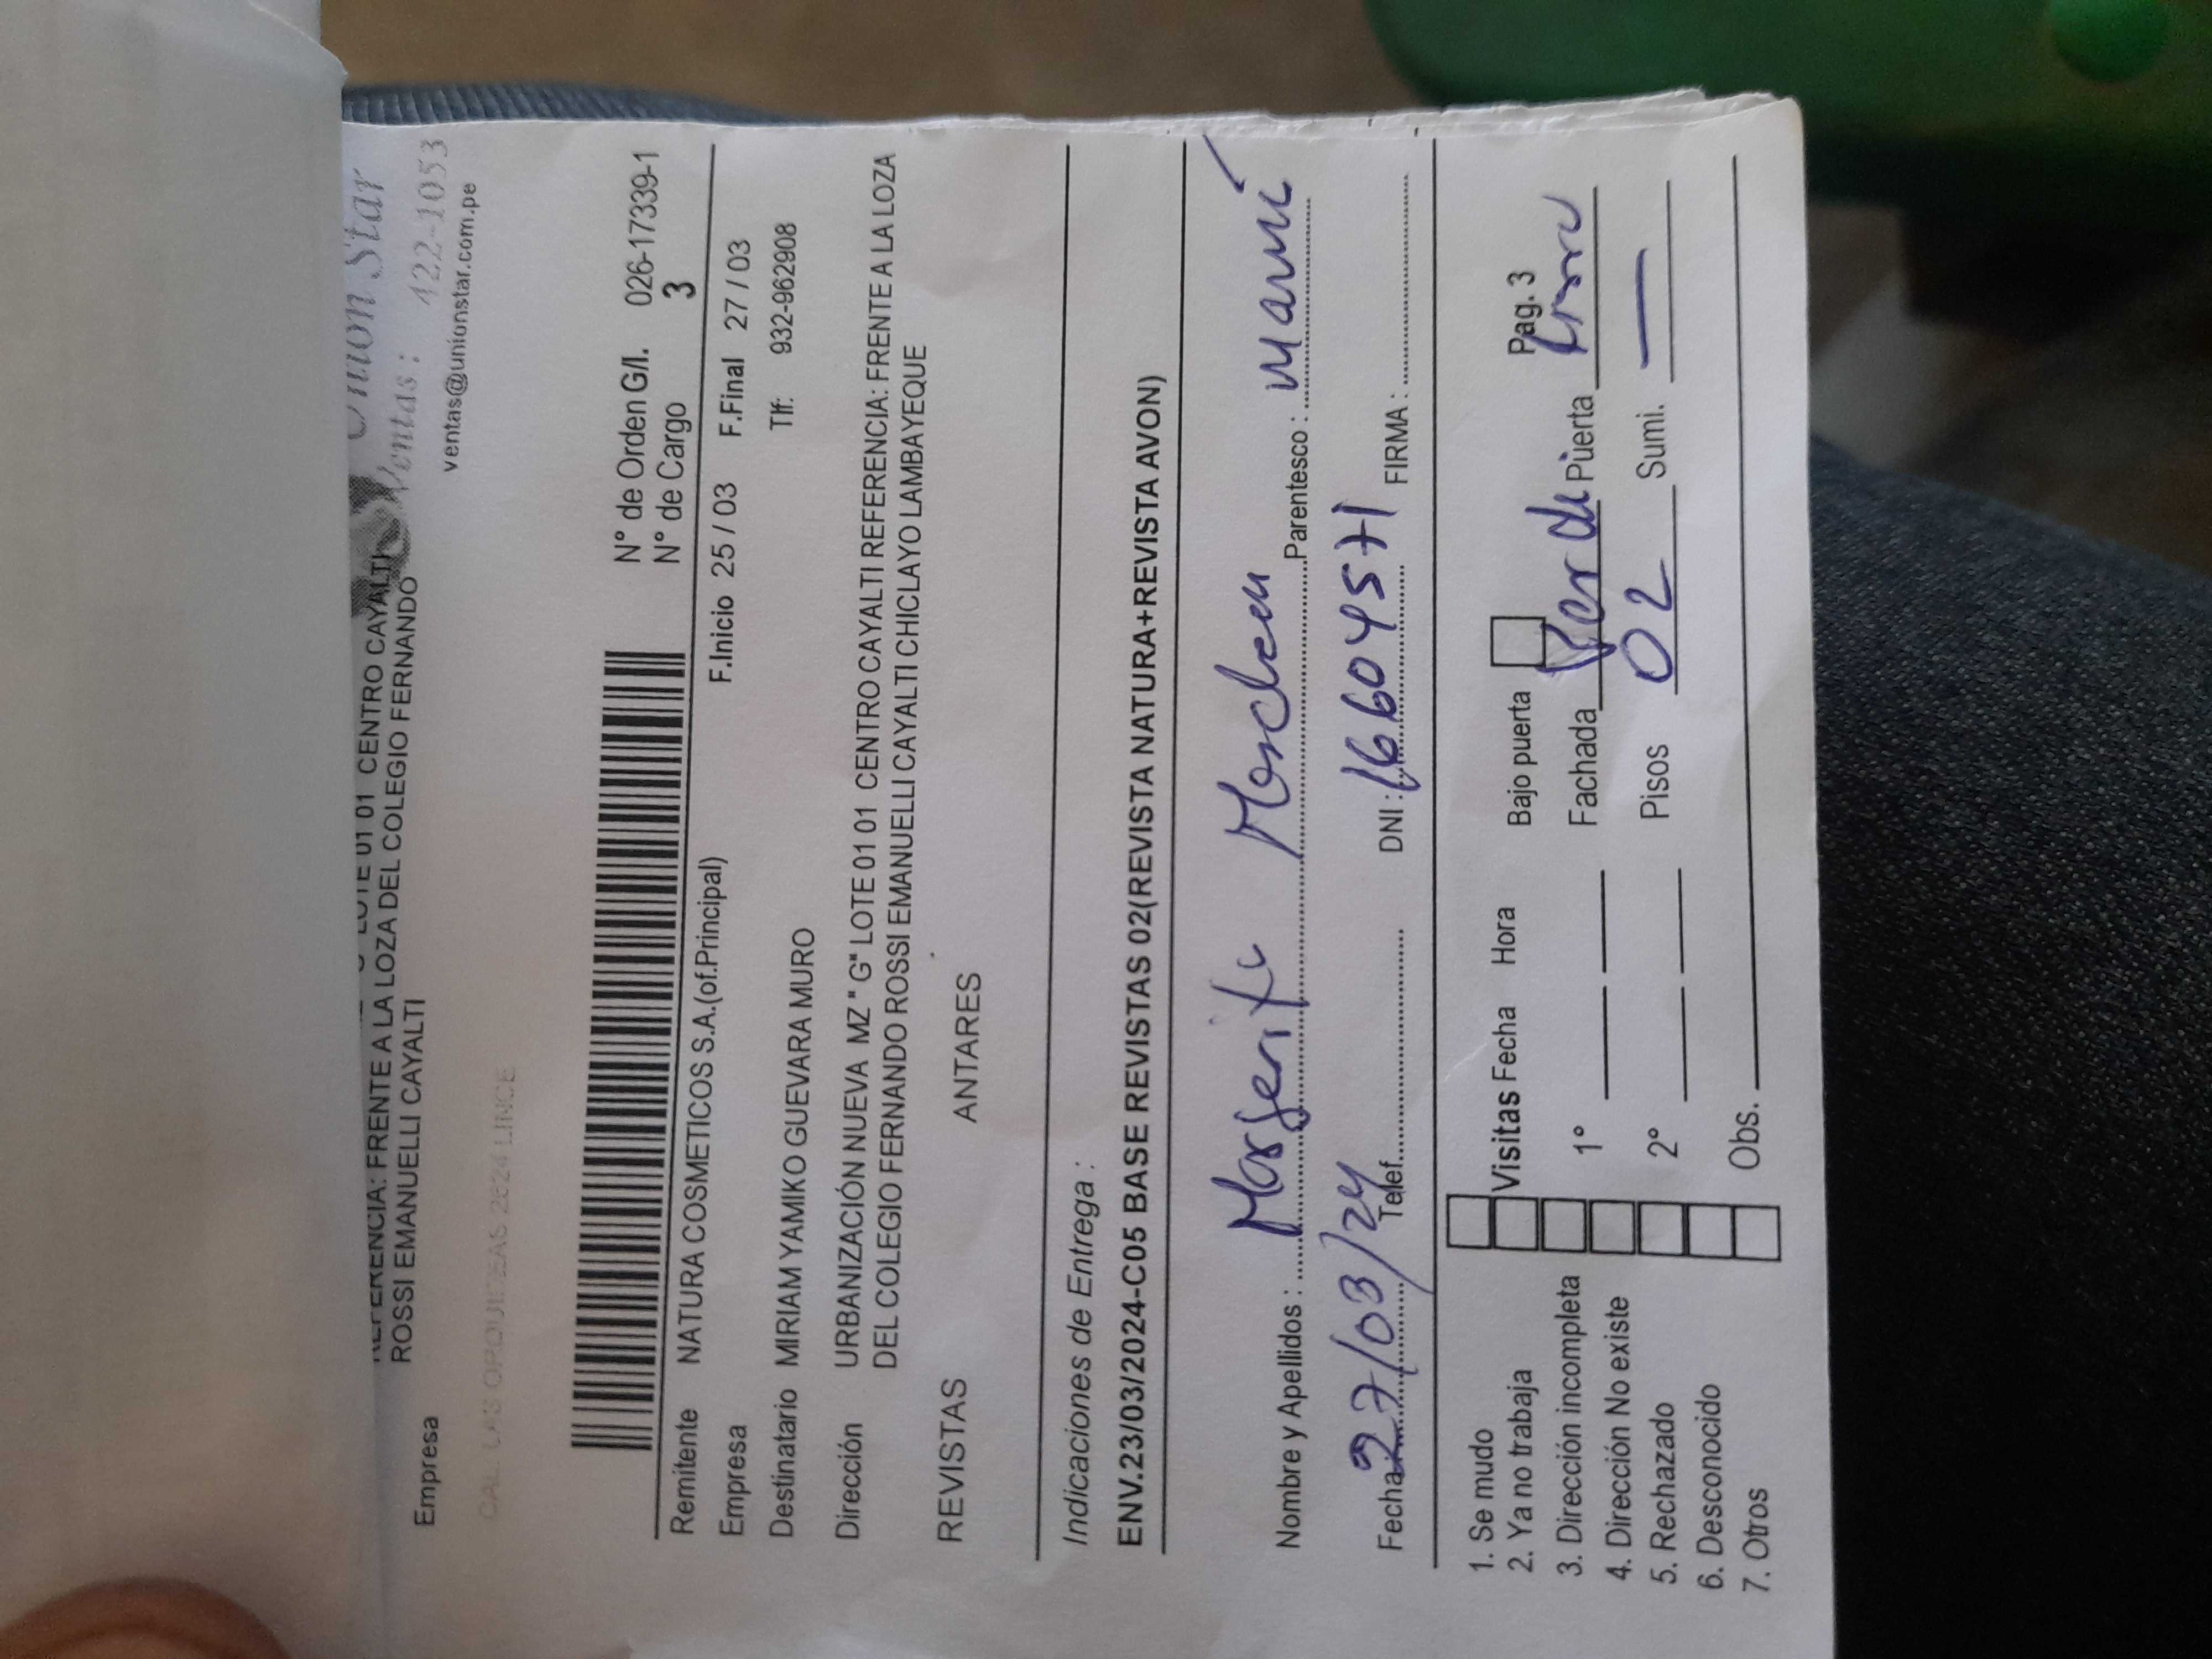 Union Star
Ventas : 422-1053
ventas@unionstar.com.pe
LOTE 01 01 CENTRO CAYALTI
REFERENCIA: FRENTE A LA LOZA DEL COLEGIO FERNANDO
ROSSI EMANUELLI CAYALTI
Empresa
LINCE
N° de Orden G/I. 026-17339-1
N° de Cargo 3
Remitente NATURA COSMETICOS S.A.(of.Principal)
F.Inicio 25 / 03 F.Final 27 / 03
Empresa
Tlf: 932-962908
Destinatario MIRIAM YAMIKO GUEVARA MURO
Dirección URBANIZACIÓN NUEVA MZ " G" LOTE 01 01 CENTRO CAYALTI REFERENCIA: FRENTE A LA LOZA
DEL COLEGIO FERNANDO ROSSI EMANUELLI CAYALTI CHICLAYO LAMBAYEQUE
REVISTAS ANTARES
Indicaciones de Entrega :
ENV.23/03/2024-C05 BASE REVISTAS 02(REVISTA NATURA+REVISTA AVON)
Nombre y Apellidos : Parentesco : mamí
Fecha 27/03/24 Telef. DNI : 16604571 FIRMA :
1. Se mudo
2. Ya no trabaja
3. Dirección incompleta
4. Dirección No existe
5. Rechazado
6. Desconocido
7. Otros
Visitas Fecha Hora Bajo puerta Pag. 3
1° Fachada Verde Puerta
2° Pisos 02 Sumi. —
Obs.